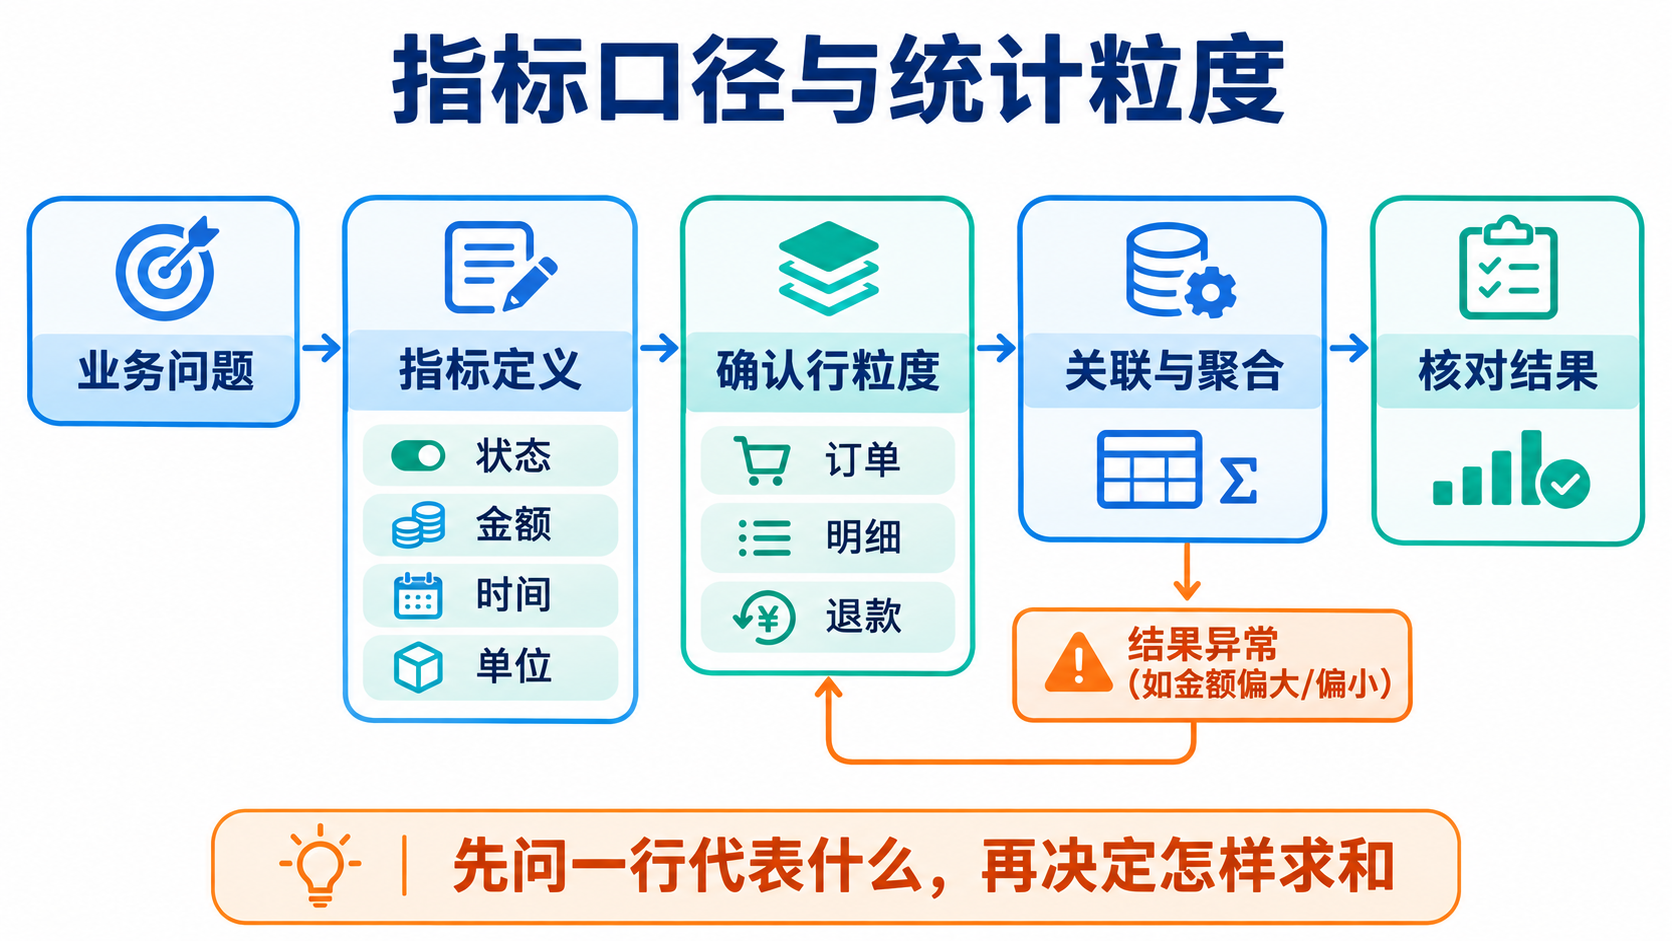 指标口径与统计粒度
业务问题
指标定义
状态
金额
时间
单位
确认行粒度
订单
明细
¥
退款
关联与聚合
Σ
核对结果
!
结果异常
（如金额偏大/偏小）
先问一行代表什么，再决定怎样求和